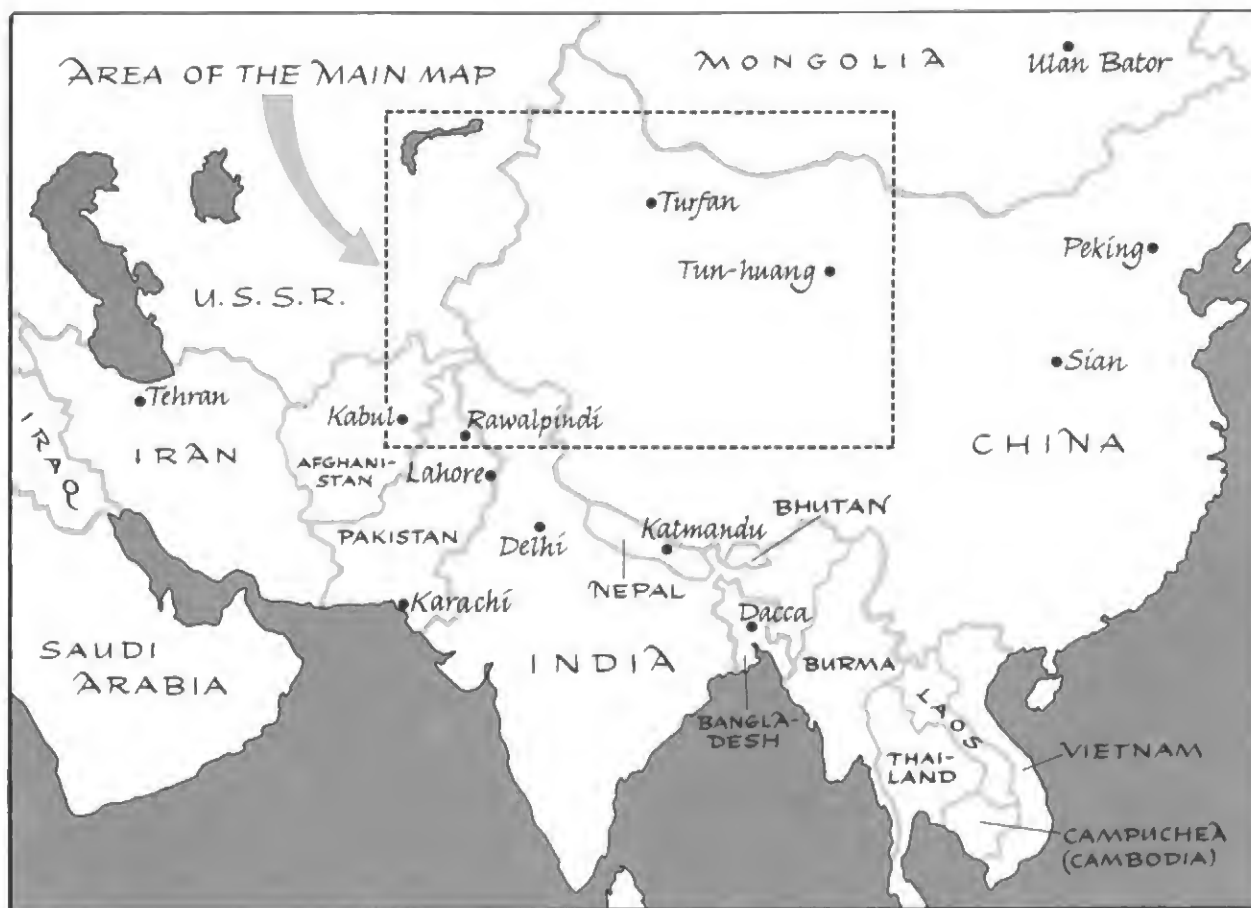 AREA OF THE MAIN MAP
MONGOLIA
Ulan Bator
Turfan
Tun-huang
Peking
U.S.S.R.
Sian
Tehran
Kabul
Rawalpindi
IRAQ
IRAN
AFGHANI-
STAN
Lahore
CHINA
PAKISTAN
Delhi
Katmandu
BHUTAN
NEPAL
Karachi
Dacca
SAUDI
ARABIA
INDIA
BURMA
LAOS
BANGLA-
DESH
THAI-
LAND
VIETNAM
CAMPUCHEA
(CAMBODIA)